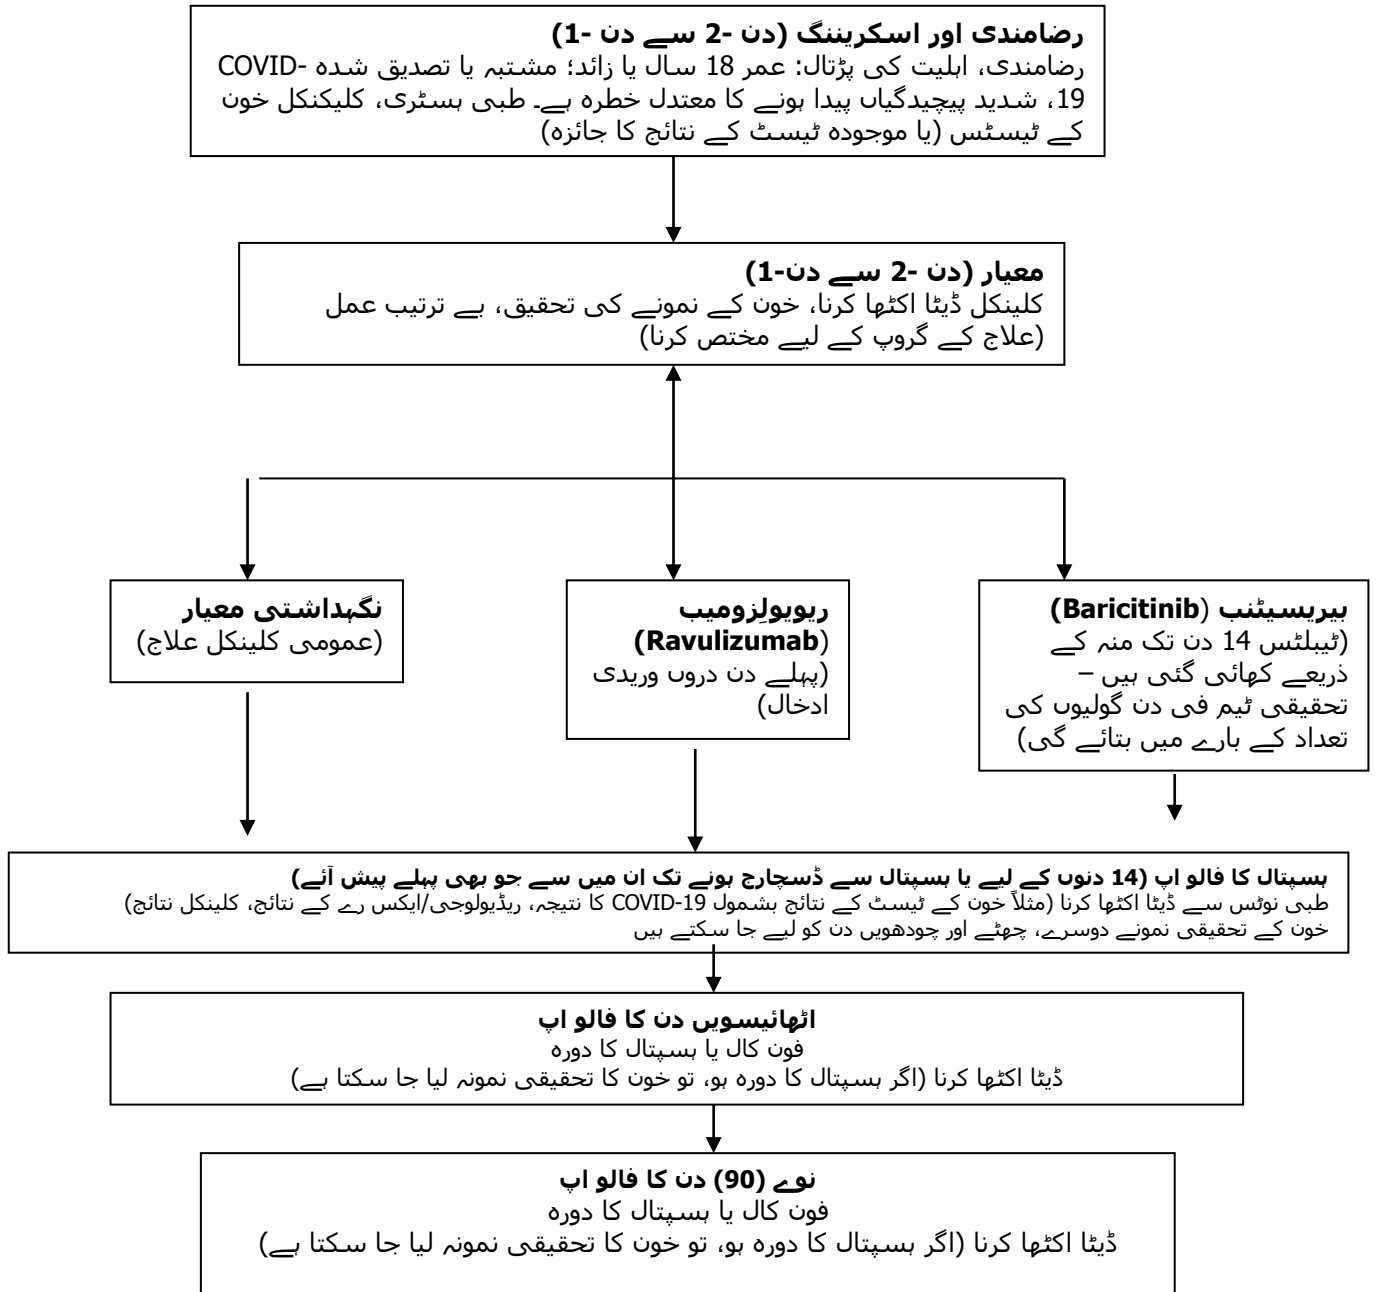 رضامندی اور اسکریننگ (دن -2 سے دن -1)
رضامندی، اہلیت کی پڑتال: عمر 18 سال یا زائد؛ مشتبہ یا تصدیق شدہ COVID-
19، شدید پیچیدگیاں پیدا ہونے کا معتدل خطرہ ہے۔ طبی ہسٹری، کلیکنکل خون
کے ٹیسٹس (یا موجودہ ٹیسٹ کے نتائج کا جائزہ)
معیار (دن -2 سے دن-1)
کلینکل ڈیٹا اکٹھا کرنا، خون کے نمونے کی تحقیق، بے ترتیب عمل
(علاج کے گروپ کے لیے مختص کرنا)
بیریسیٹنب (Baricitinib)
(ٹیبلٹس 14 دن تک منہ کے
ذریعے کھائی گئی ہیں –
تحقیقی ٹیم فی دن گولیوں کی
تعداد کے بارے میں بتائے گی)
ریویولِزومیب
(Ravulizumab)
(پہلے دن دروں وریدی
ادخال)
نگہداشتی معیار
(عمومی کلینکل علاج)
ہسپتال کا فالو اپ (14 دنوں کے لیے یا ہسپتال سے ڈسچارج ہونے تک ان میں سے جو بھی پہلے پیش آئے)
طبی نوٹس سے ڈیٹا اکٹھا کرنا (مثلاً خون کے ٹیسٹ کے نتائج بشمول COVID-19 کا نتیجہ، ریڈیولوجی/ایکس رے کے نتائج، کلینکل نتائج)
خون کے تحقیقی نمونے دوسرے، چھٹے اور چودھویں دن کو لیے جا سکتے ہیں
اٹھائیسویں دن کا فالو اپ
فون کال یا ہسپتال کا دورہ
ڈیٹا اکٹھا کرنا (اگر ہسپتال کا دورہ ہو، تو خون کا تحقیقی نمونہ لیا جا سکتا ہے)
نوے (90) دن کا فالو اپ
فون کال یا ہسپتال کا دورہ
ڈیٹا اکٹھا کرنا (اگر ہسپتال کا دورہ ہو، تو خون کا تحقیقی نمونہ لیا جا سکتا ہے)